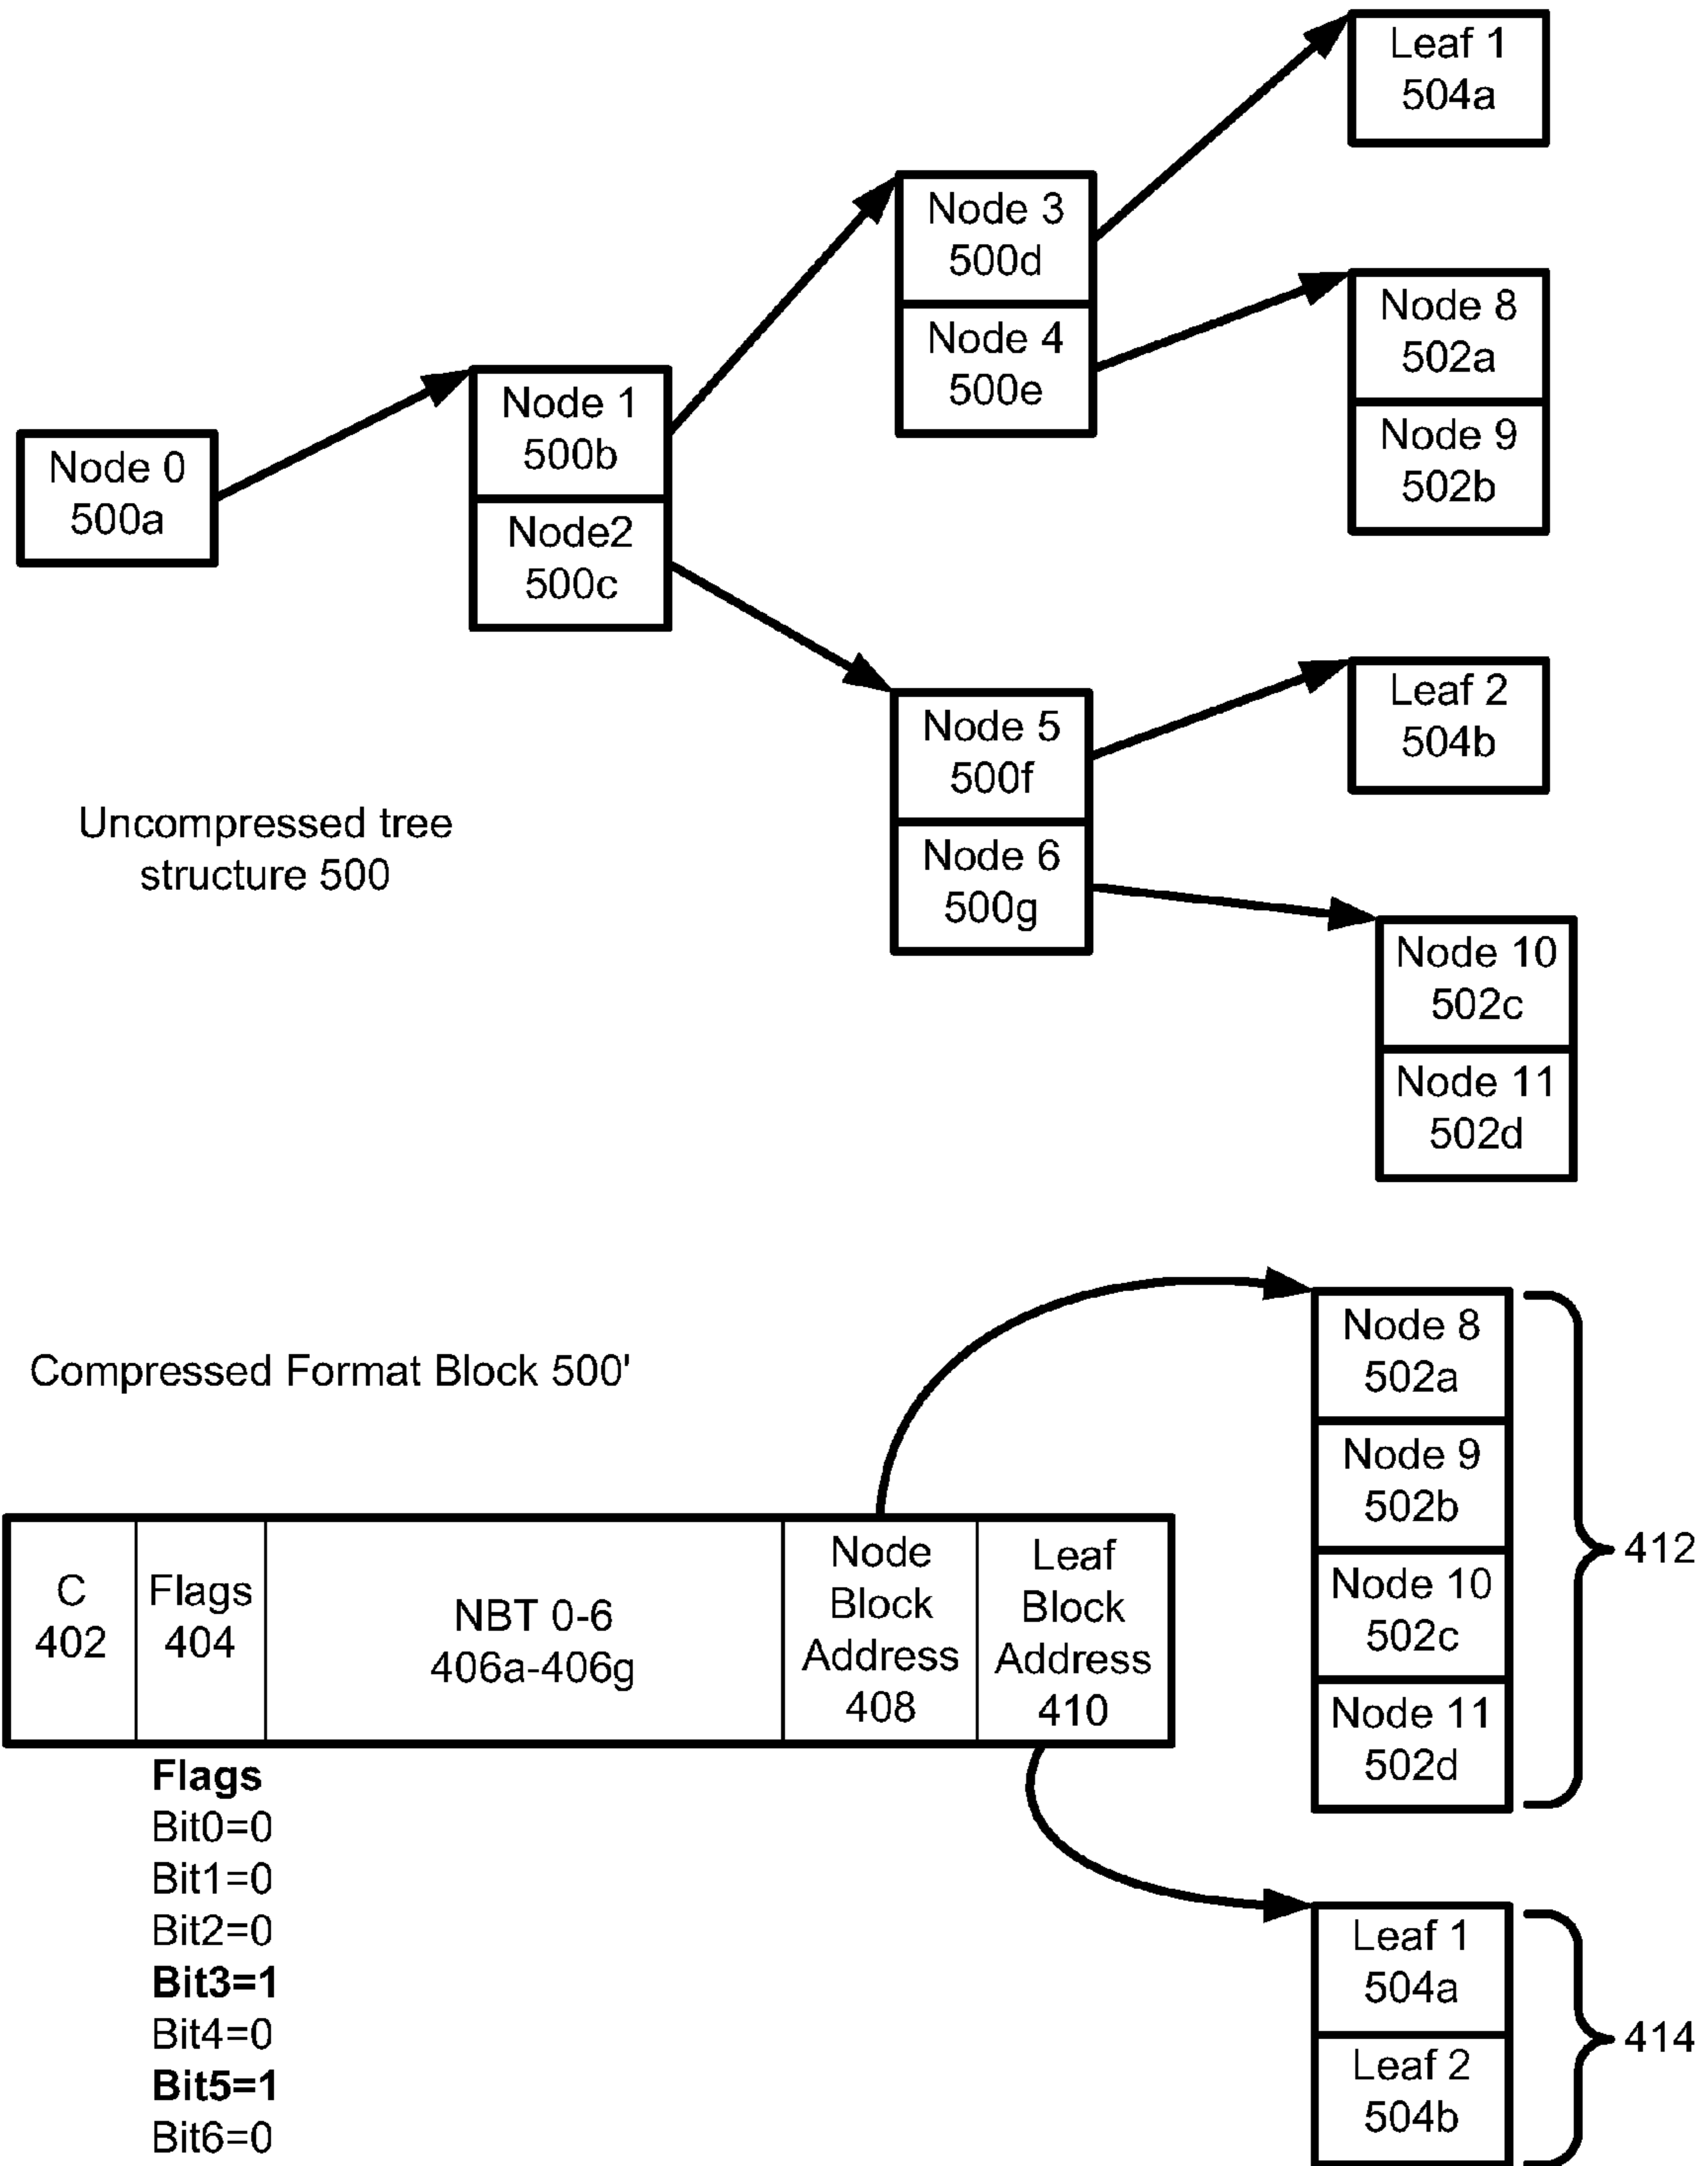 Leaf 1
504a
Node 3
500d
Node 8
502a
Node 4
500e
Node 1
500b
Node 9
502b
Node 0
500a
Node2
500c
Leaf 2
504b
Node 5
500f
Uncompressed tree
structure 500
Node 6
500g
Node 10
502c
Node 11
502d
Compressed Format Block 500'
Node 8
502a
Node 9
502b
Node 10
502c
Node 11
502d
412
C
402
Flags
404
NBT 0-6
406a-406g
Node
Block
Address
408
Leaf
Block
Address
410
Flags
Bit0=0
Bit1=0
Bit2=0
Bit3=1
Bit4=0
Bit5=1
Bit6=0
Leaf 1
504a
Leaf 2
504b
414